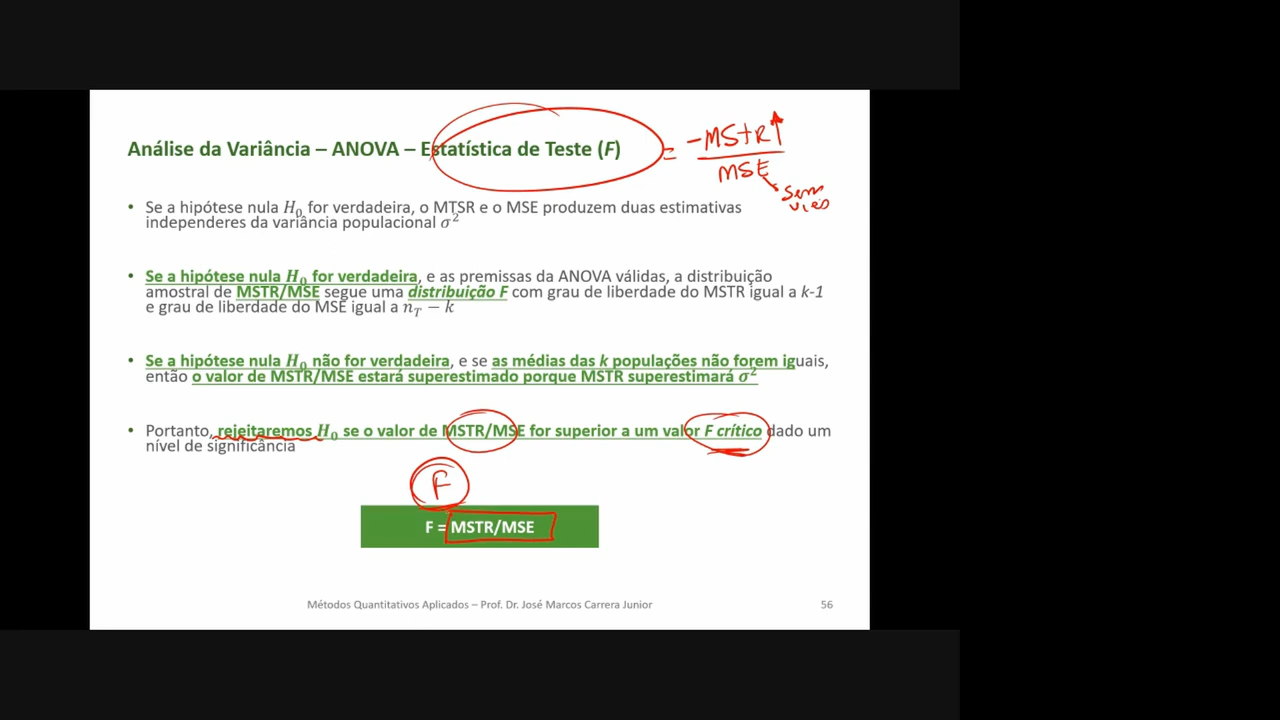 Análise da Variância – ANOVA – Estatística de Teste (F)
= -MSTR↑
MSE
sem
viés
• Se a hipótese nula H₀ for verdadeira, o MTSR e o MSE produzem duas estimativas
independeres da variância populacional σ²
• Se a hipótese nula H₀ for verdadeira, e as premissas da ANOVA válidas, a distribuição
amostral de MSTR/MSE segue uma distribuição F com grau de liberdade do MSTR igual a k-1
e grau de liberdade do MSE igual a n_T − k
• Se a hipótese nula H₀ não for verdadeira, e se as médias das k populações não forem iguais,
então o valor de MSTR/MSE estará superestimado porque MSTR superestimará σ²
• Portanto, rejeitaremos H₀ se o valor de MSTR/MSE for superior a um valor F crítico dado um
nível de significância
F
F = MSTR/MSE
Métodos Quantitativos Aplicados – Prof. Dr. José Marcos Carrera Junior
56